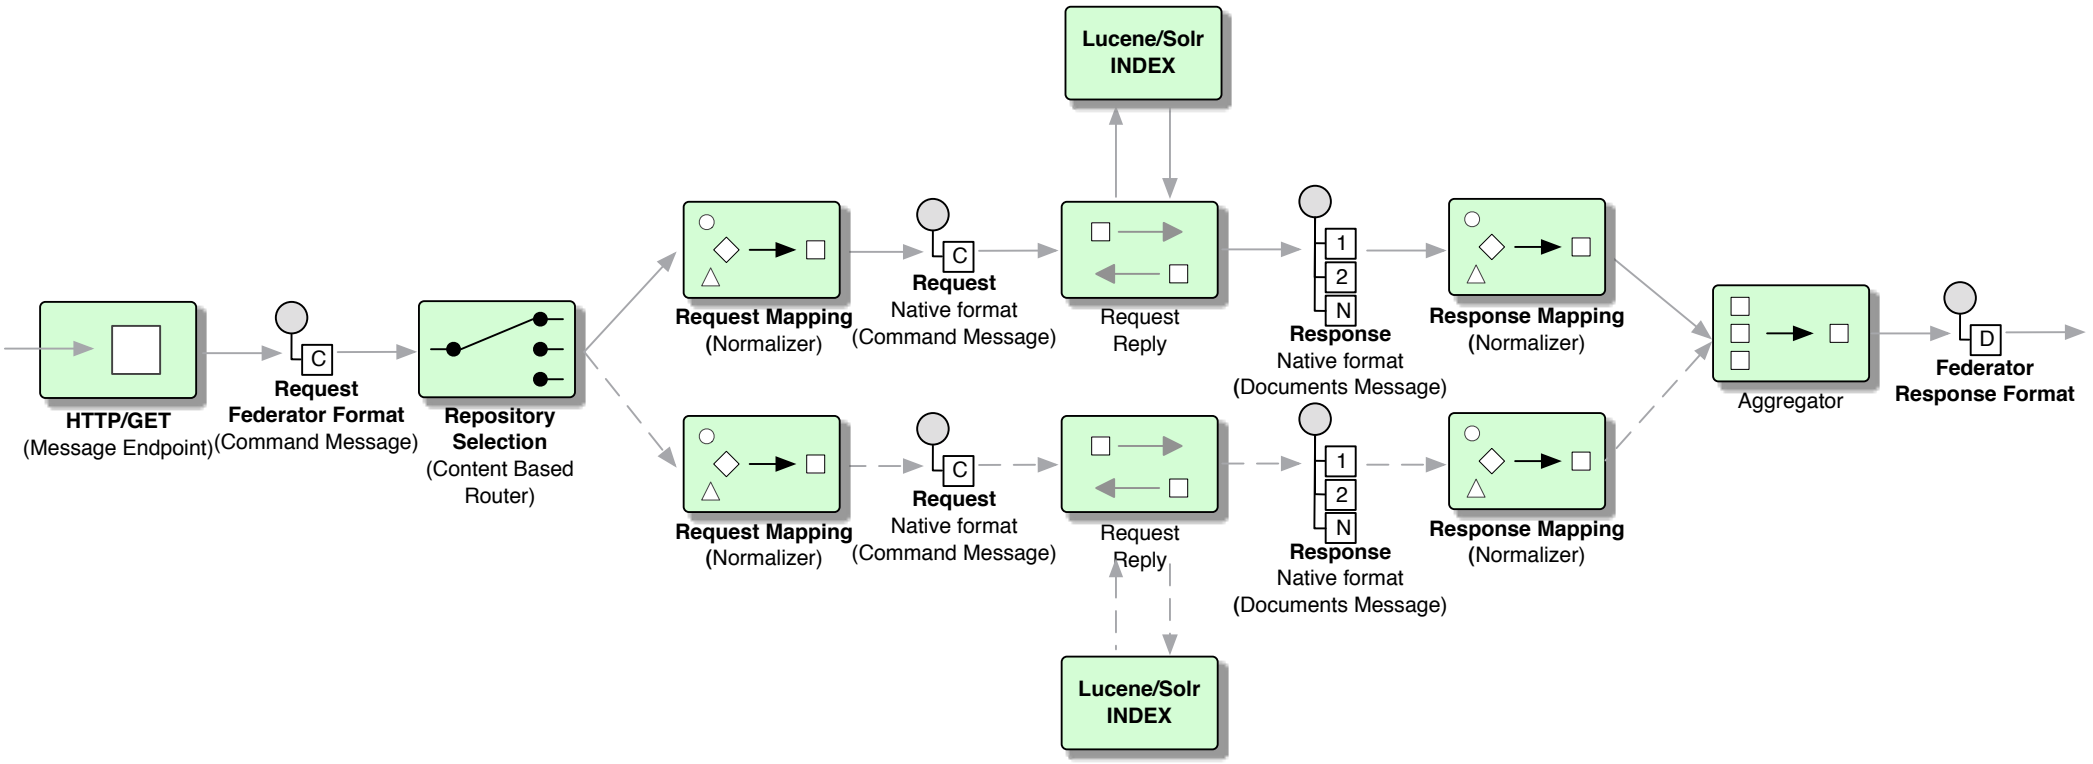 Lucene/Solr
INDEX
HTTP/GET
(Message Endpoint)
C
Request
Federator Format
(Command Message)
Repository
Selection
(Content Based
Router)
Request Mapping
(Normalizer)
C
Request
Native format
(Command Message)
Request
Reply
1
2
N
Response
Native format
(Documents Message)
Response Mapping
(Normalizer)
Request Mapping
(Normalizer)
C
Request
Native format
(Command Message)
Request
Reply
1
2
N
Response
Native format
(Documents Message)
Response Mapping
(Normalizer)
Lucene/Solr
INDEX
Aggregator
D
Federator
Response Format